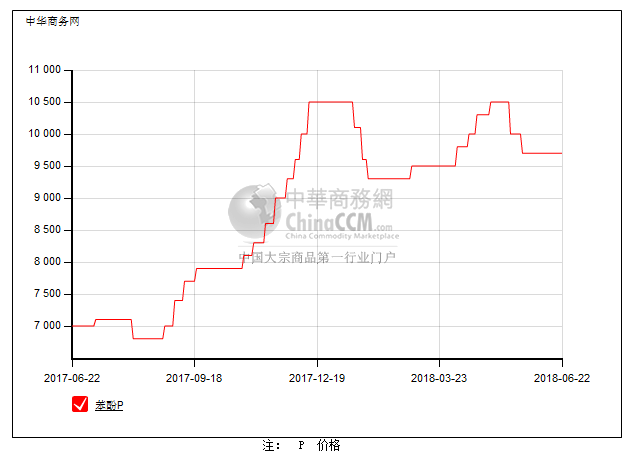 中华商务网
11 000
10 500
10 000
9 500
9 000
8 500
8 000
7 500
7 000
中華商務網
ChinaCCM.com
China Commodity Marketplace
中国大宗商品第一行业门户
2017-06-22 2017-09-18 2017-12-19 2018-03-23 2018-06-22
苯酚P
注： P 价格